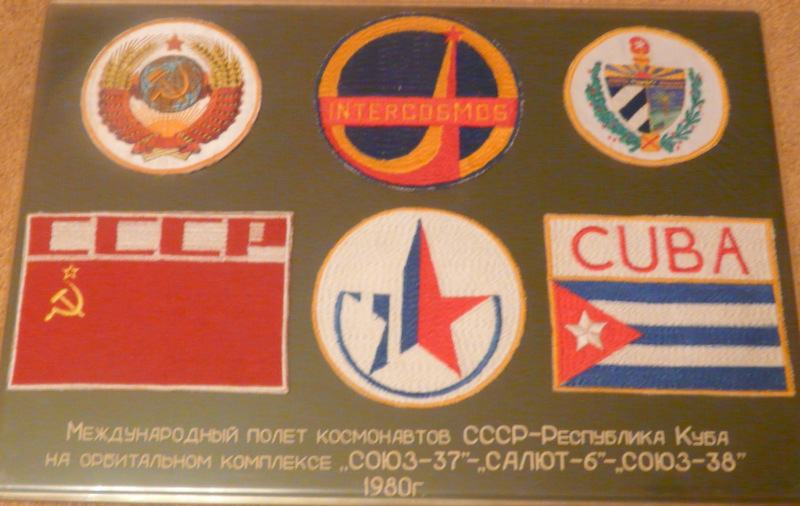 INTERCOSMOS
СССР
CUBA
Международный полет космонавтов СССР-Республика Куба
на орбитальном комплексе „СОЮЗ-37"-„САЛЮТ-6"-„СОЮЗ-38"
1980г.